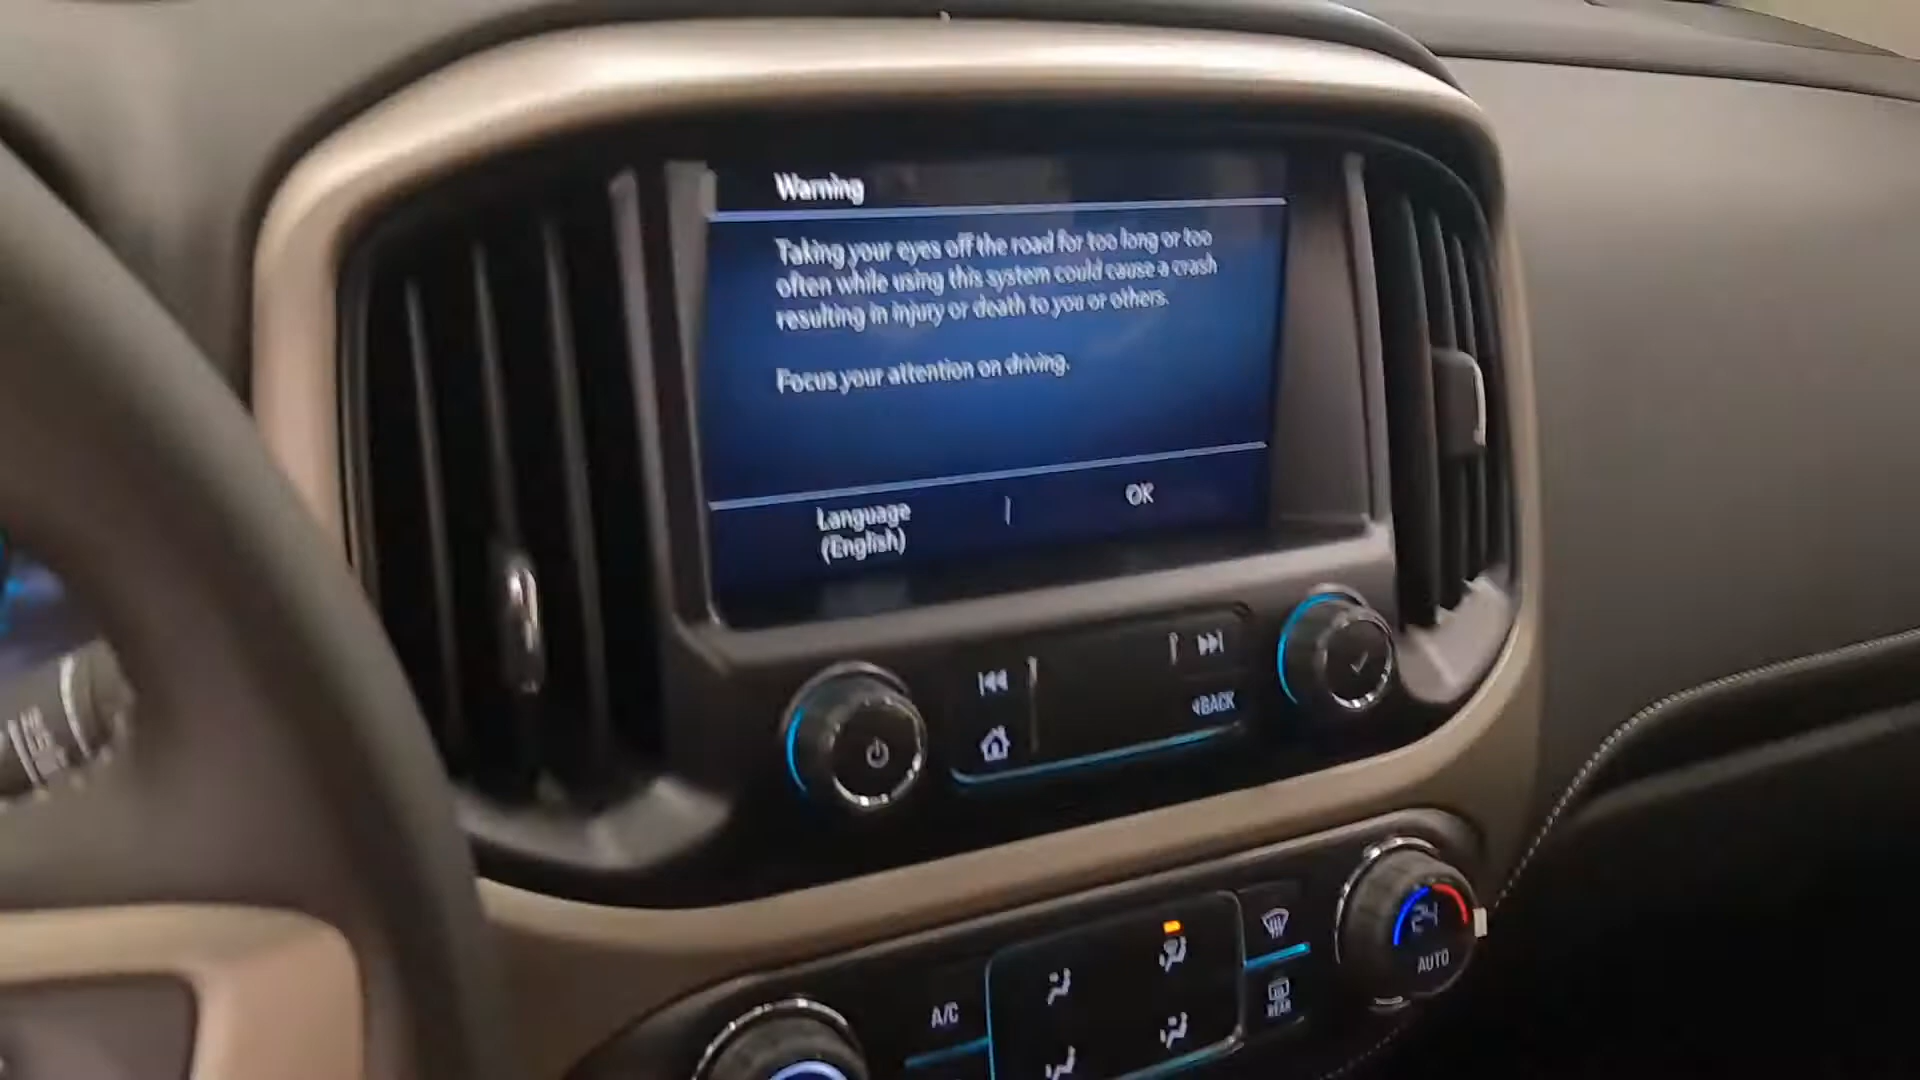 Warning
Taking your eyes off the road for too long or too
often while using this system could cause a crash
resulting in injury or death to you or others.
Focus your attention on driving.
Language
(English)
OK
BACK
24
AUTO
A/C
REAR